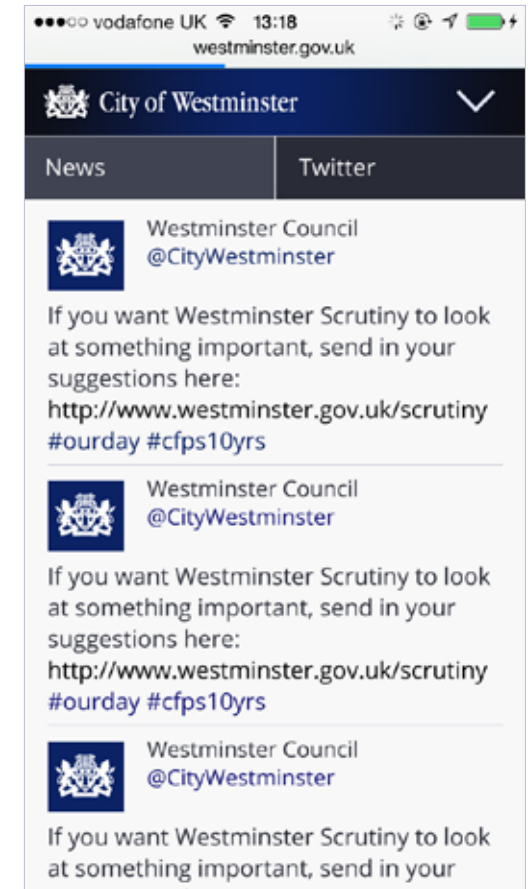 vodafone UK 13:18
westminster.gov.uk
City of Westminster
News Twitter
Westminster Council
@CityWestminster
If you want Westminster Scrutiny to look
at something important, send in your
suggestions here:
http://www.westminster.gov.uk/scrutiny
#ourday #cfps10yrs
Westminster Council
@CityWestminster
If you want Westminster Scrutiny to look
at something important, send in your
suggestions here:
http://www.westminster.gov.uk/scrutiny
#ourday #cfps10yrs
Westminster Council
@CityWestminster
If you want Westminster Scrutiny to look
at something important, send in your